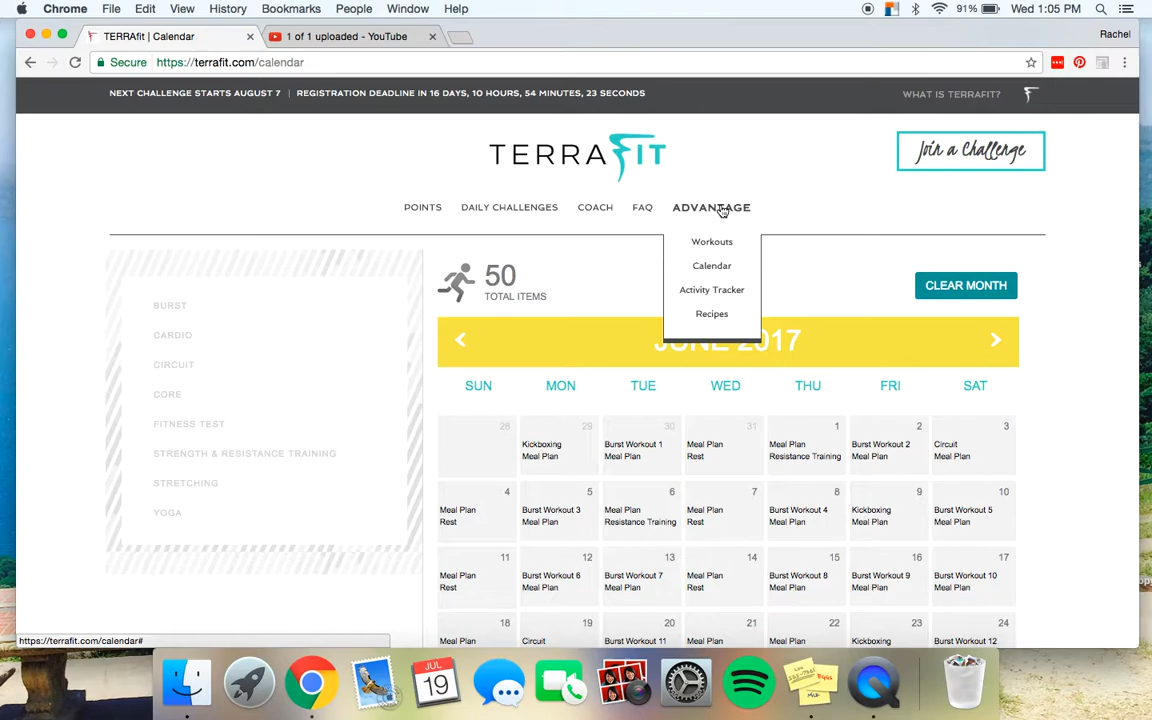 Chrome File Edit View History Bookmarks People Window Help 91% Wed 1:05 PM
TERRAfit | Calendar 1 of 1 uploaded - YouTube Rachel
Secure https://terrafit.com/calendar
NEXT CHALLENGE STARTS AUGUST 7 | REGISTRATION DEADLINE IN 16 DAYS, 10 HOURS, 54 MINUTES, 23 SECONDS WHAT IS TERRAFIT?
TERRAFIT
Join a Challenge
POINTS DAILY CHALLENGES COACH FAQ ADVANTAGE
Workouts
Calendar
Activity Tracker
Recipes
BURST
CARDIO
CIRCUIT
CORE
FITNESS TEST
STRENGTH & RESISTANCE TRAINING
STRETCHING
YOGA
50
TOTAL ITEMS
CLEAR MONTH
JUNE 2017
SUN MON TUE WED THU FRI SAT
28 29 30 31 1 2 3
Kickboxing Burst Workout 1 Meal Plan Meal Plan Burst Workout 2 Circuit
Meal Plan Meal Plan Rest Resistance Training Meal Plan Meal Plan
4 5 6 7 8 9 10
Meal Plan Burst Workout 3 Meal Plan Meal Plan Burst Workout 4 Kickboxing Burst Workout 5
Rest Meal Plan Resistance Training Rest Meal Plan Meal Plan Meal Plan
11 12 13 14 15 16 17
Meal Plan Burst Workout 6 Burst Workout 7 Meal Plan Burst Workout 8 Burst Workout 9 Burst Workout 10
Rest Meal Plan Meal Plan Rest Meal Plan Meal Plan Meal Plan
18 19 20 21 22 23 24
Meal Plan Circuit Burst Workout 11 Meal Plan Meal Plan Kickboxing Burst Workout 12
https://terrafit.com/calendar#
JUL
19